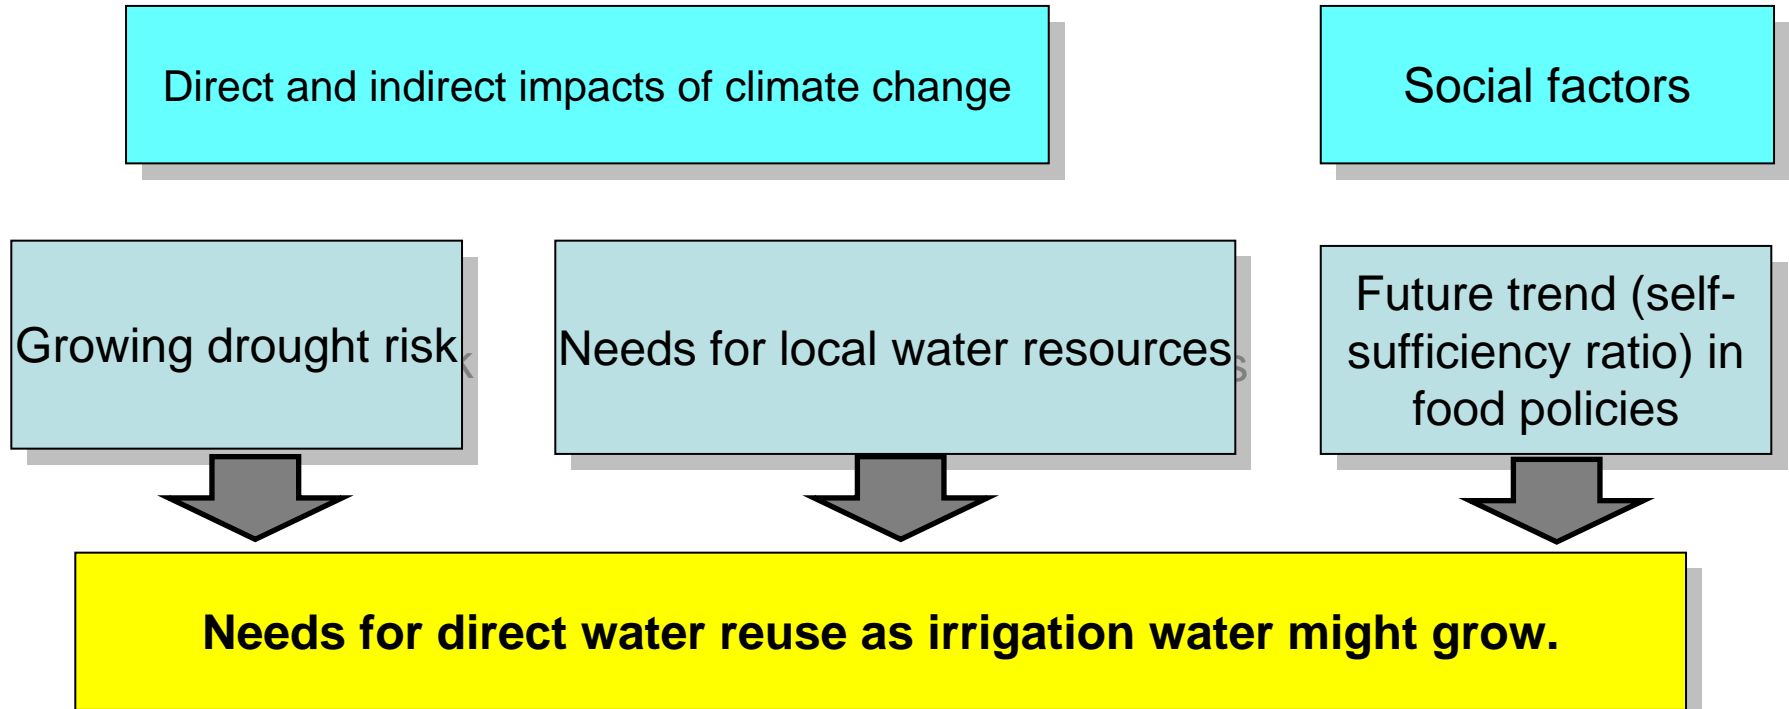 Direct and indirect impacts of climate change
Social factors
Growing drought risk
Needs for local water resources
Future trend (self-
sufficiency ratio) in
food policies
Needs for direct water reuse as irrigation water might grow.